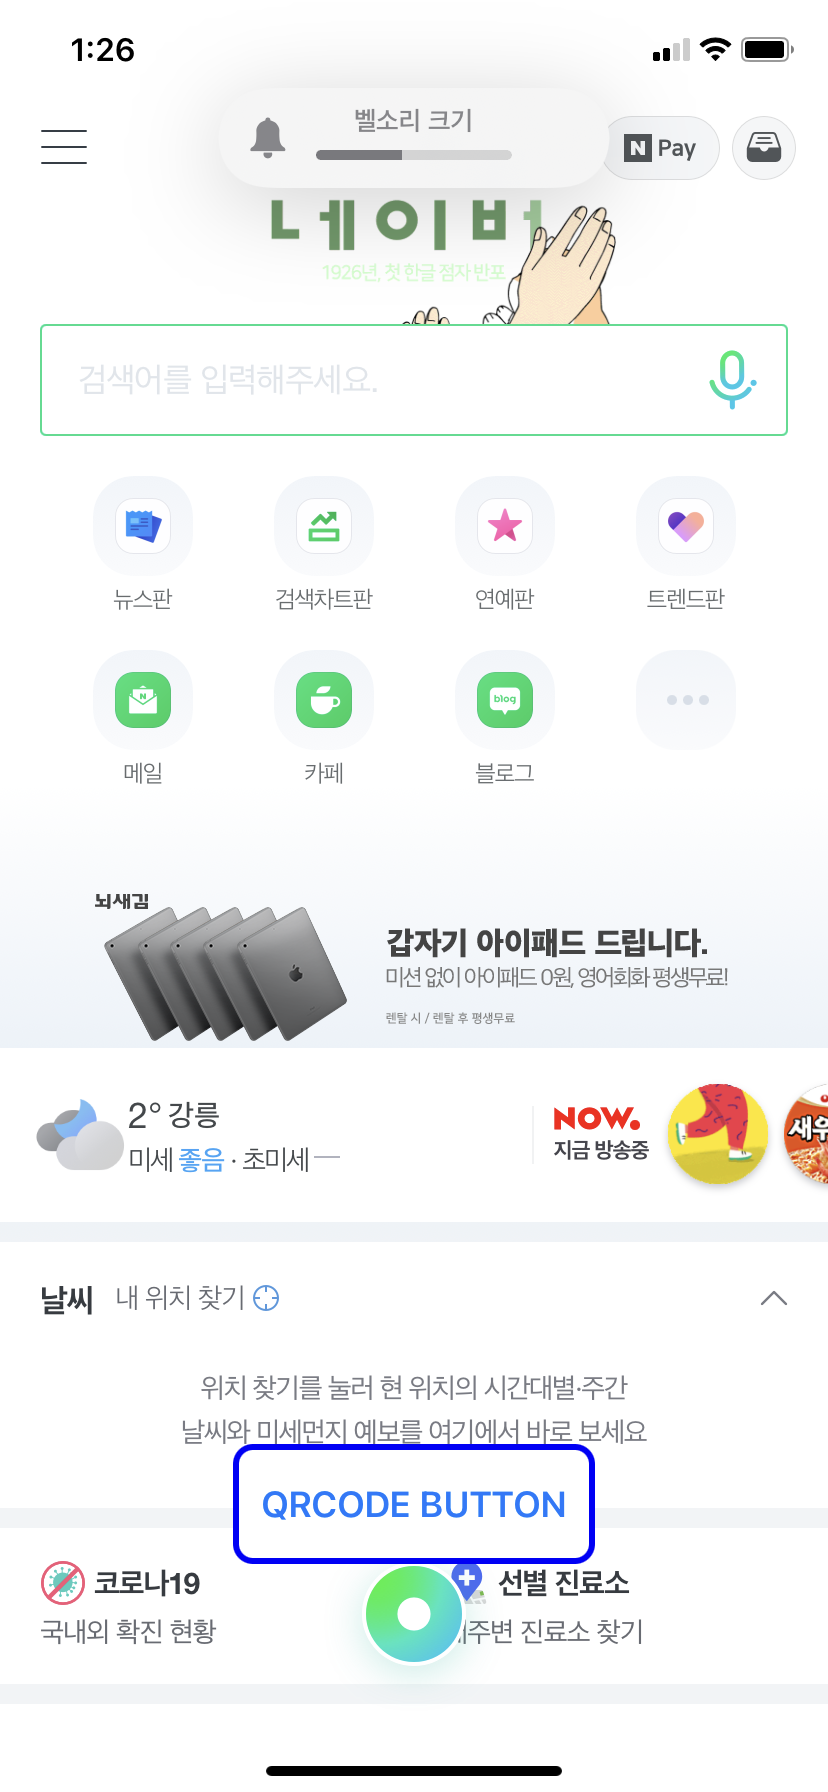 1:26
벨소리 크기
N Pay
네이버
1926년, 첫 한글 점자 반포
검색어를 입력해주세요.
뉴스판
검색차트판
연예판
트렌드판
N
blog
메일
카페
블로그
뇌새김
갑자기 아이패드 드립니다.
미션 없이 아이패드 0원, 영어회화 평생무료!
렌탈 시 / 렌탈 후 평생무료
2° 강릉
미세 좋음 · 초미세 —
NOW.
지금 방송중
새우
날씨 내 위치 찾기
위치 찾기를 눌러 현 위치의 시간대별·주간
날씨와 미세먼지 예보를 여기에서 바로 보세요
QRCODE BUTTON
코로나19
국내외 확진 현황
선별 진료소
내주변 진료소 찾기